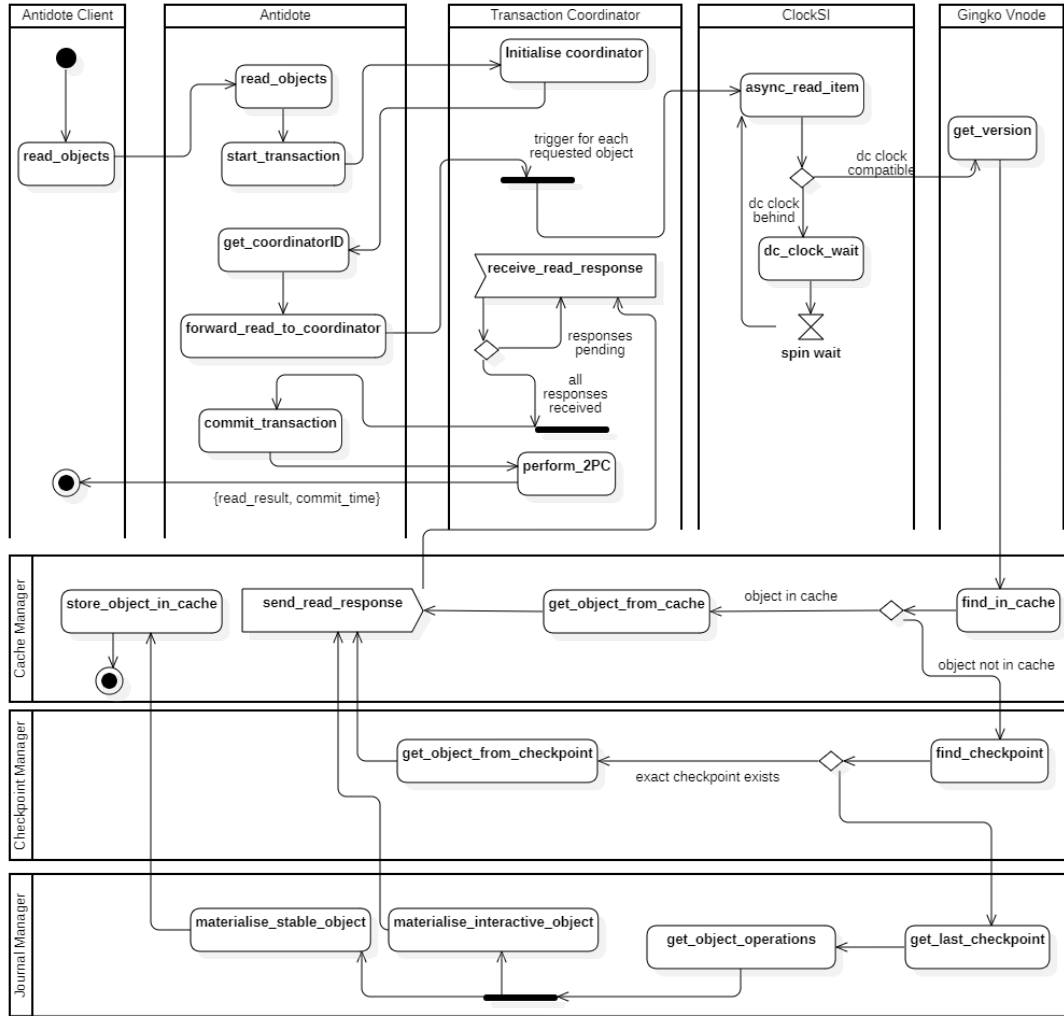 Antidote Client
Antidote
Transaction Coordinator
ClockSI
Gingko Vnode
read_objects
read_objects
start_transaction
get_coordinatorID
forward_read_to_coordinator
commit_transaction
{read_result, commit_time}
Initialise coordinator
trigger for each
requested object
receive_read_response
responses
pending
all
responses
received
perform_2PC
async_read_item
dc clock
compatible
dc clock
behind
dc_clock_wait
spin wait
get_version
Cache Manager
store_object_in_cache
send_read_response
get_object_from_cache
object in cache
find_in_cache
object not in cache
Checkpoint Manager
get_object_from_checkpoint
exact checkpoint exists
find_checkpoint
Journal Manager
materialise_stable_object
materialise_interactive_object
get_object_operations
get_last_checkpoint